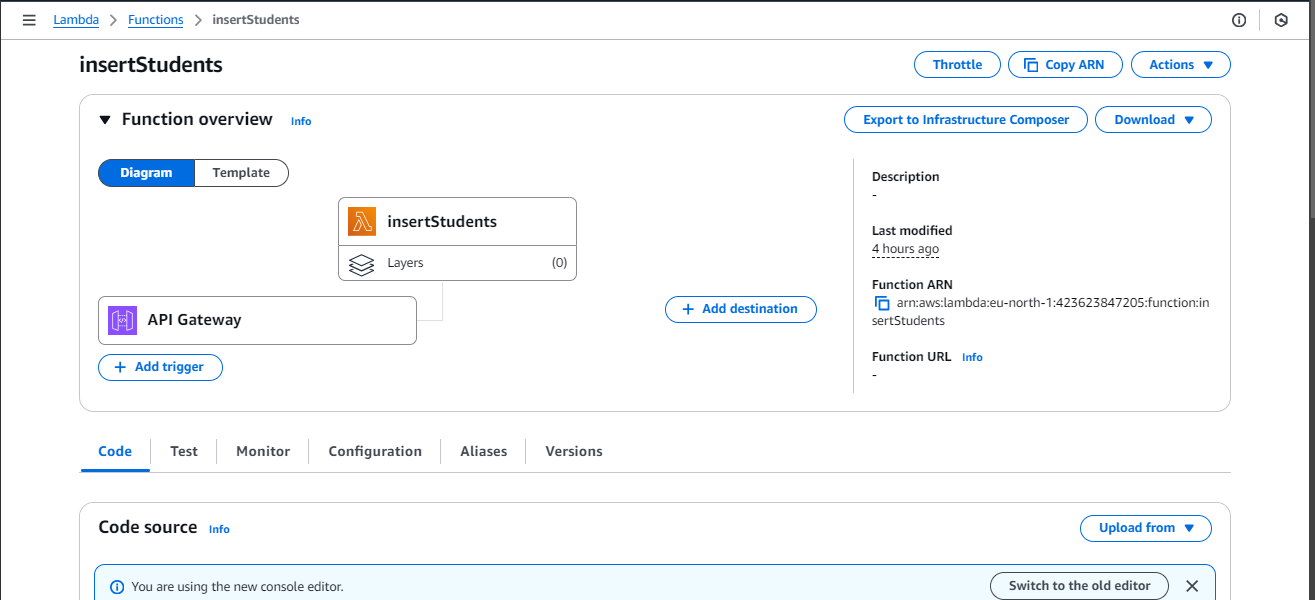 Lambda > Functions > insertStudents
insertStudents
Throttle
Copy ARN
Actions
Function overview Info
Export to Infrastructure Composer
Download
Diagram
Template
insertStudents
Layers (0)
API Gateway
+ Add trigger
+ Add destination
Description
-
Last modified
4 hours ago
Function ARN
arn:aws:lambda:eu-north-1:423623847205:function:in
sertStudents
Function URL Info
-
Code
Test
Monitor
Configuration
Aliases
Versions
Code source Info
Upload from
You are using the new console editor.
Switch to the old editor